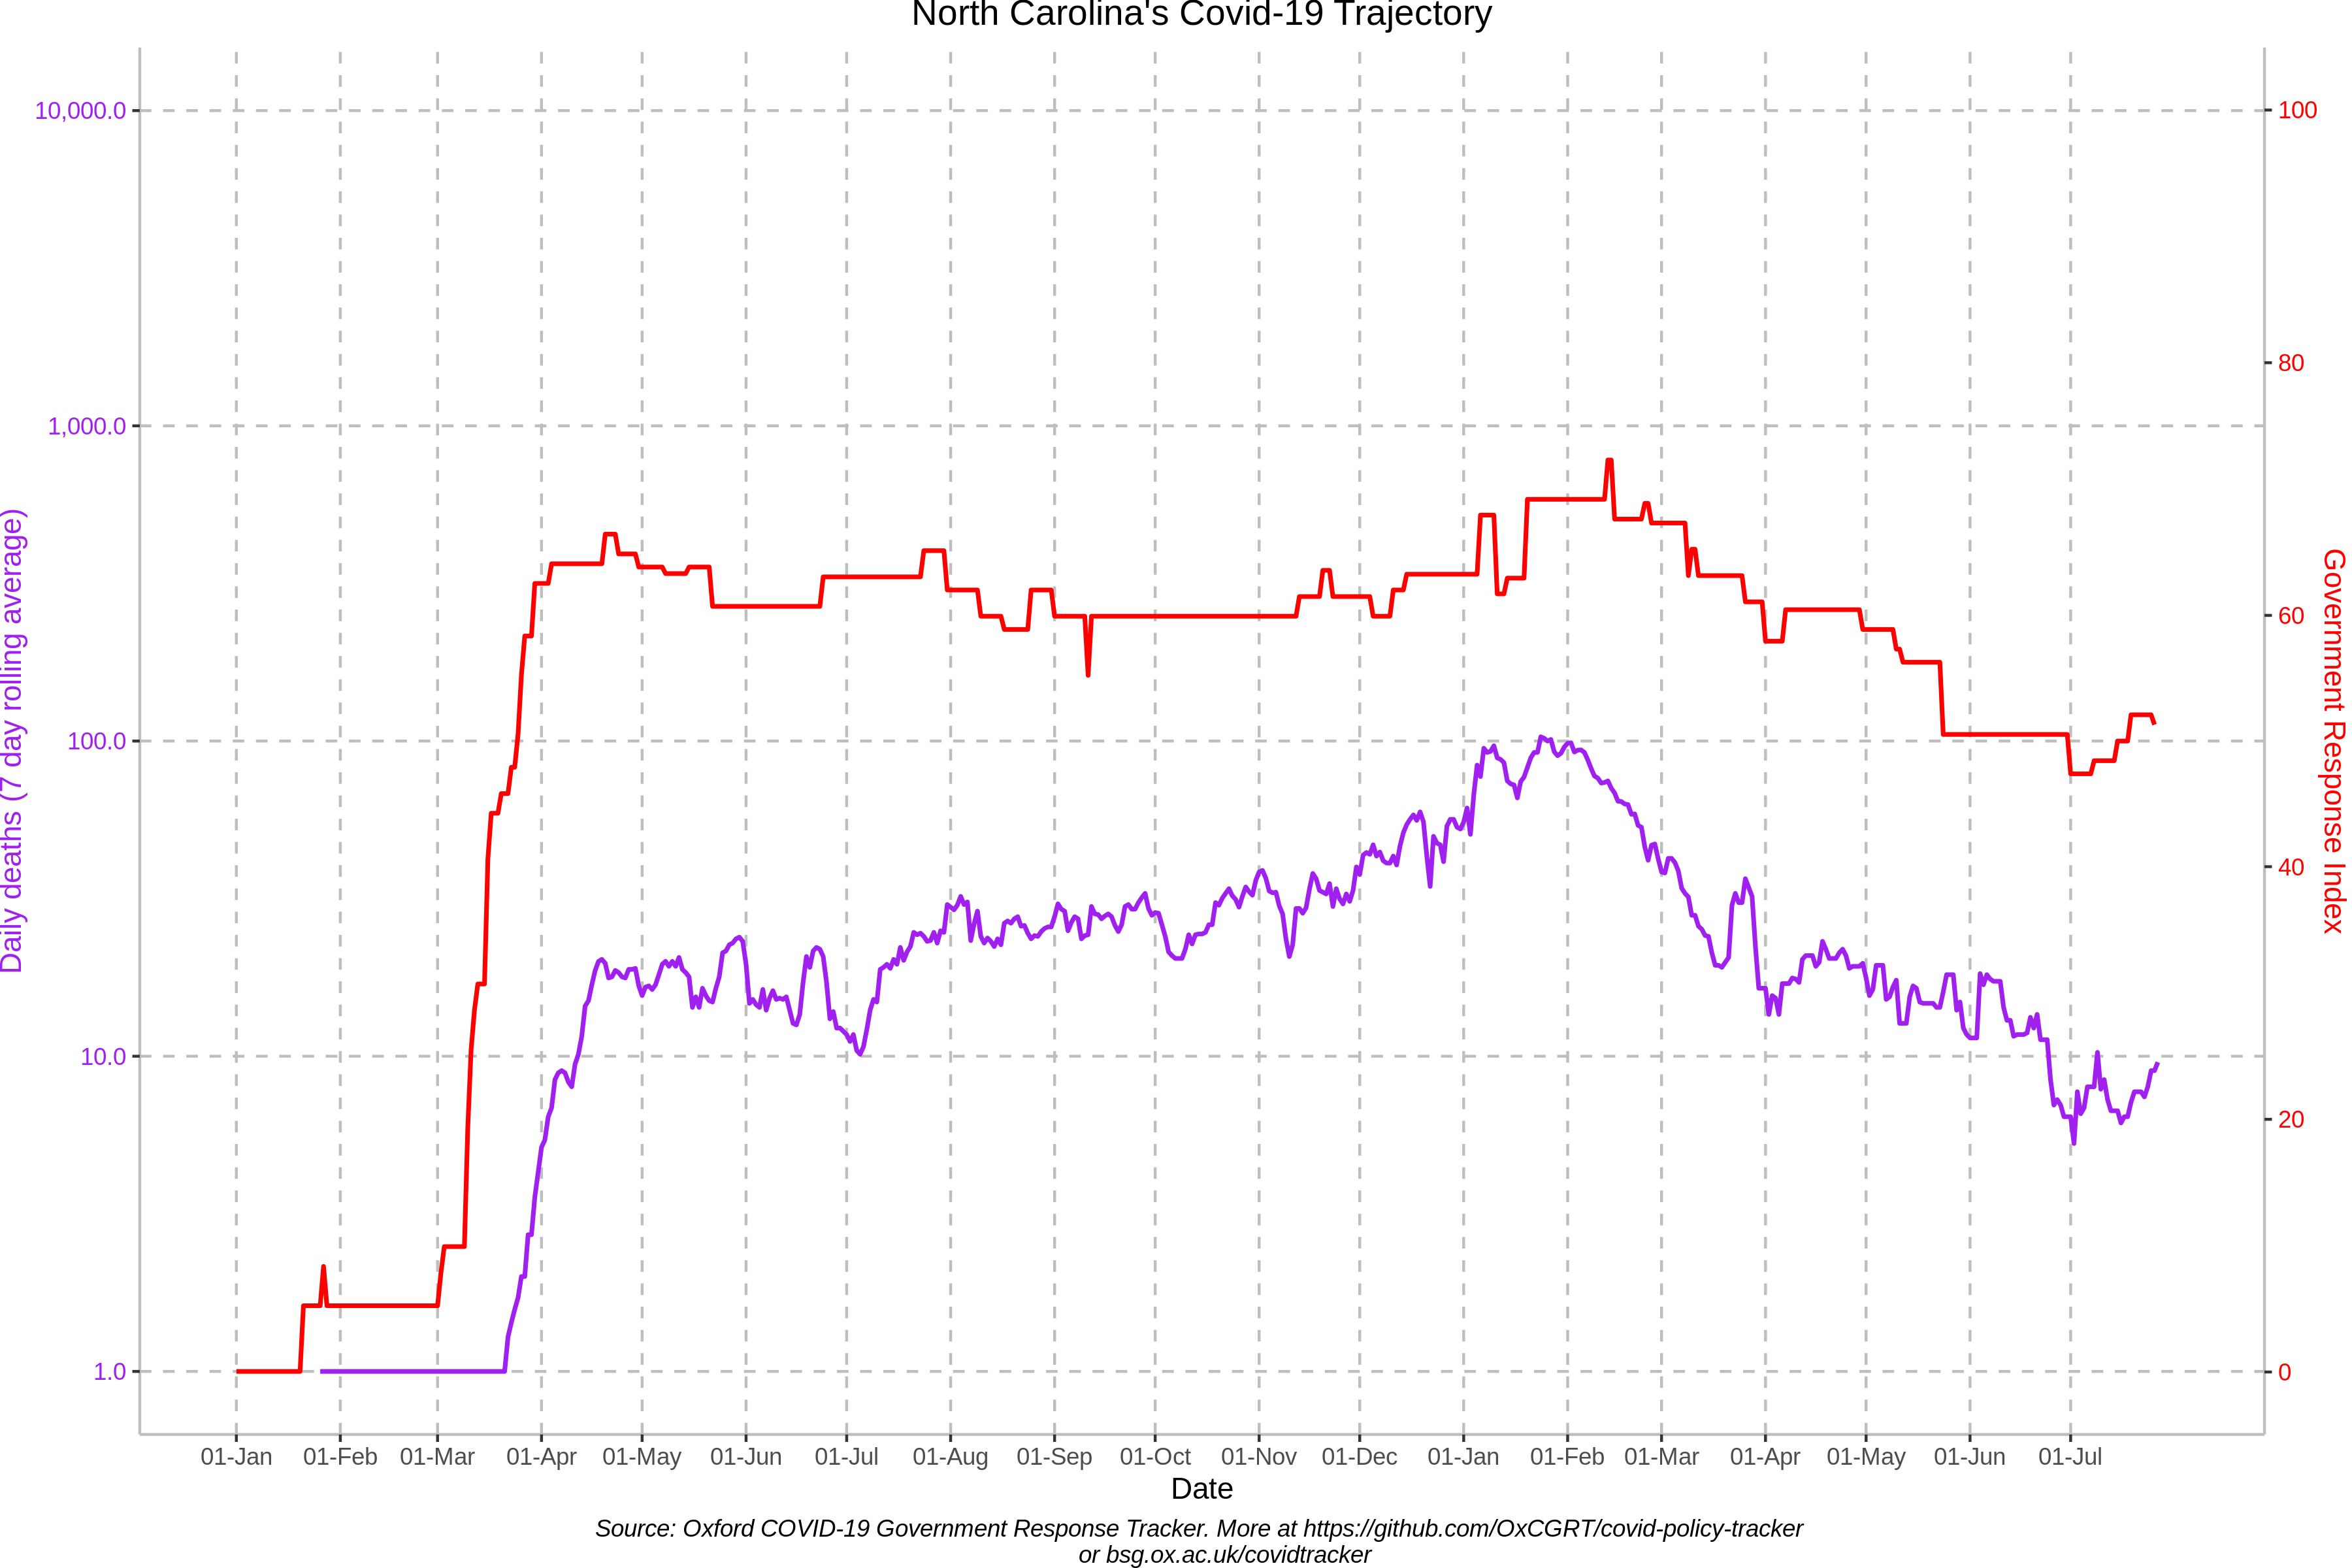 North Carolina's Covid-19 Trajectory
10,000.0
1,000.0
100.0
10.0
1.0
Daily deaths (7 day rolling average)
100
80
60
40
20
0
Government Response Index
01-Jan 01-Feb 01-Mar 01-Apr 01-May 01-Jun 01-Jul 01-Aug 01-Sep 01-Oct 01-Nov 01-Dec 01-Jan 01-Feb 01-Mar 01-Apr 01-May 01-Jun 01-Jul
Date
Source: Oxford COVID-19 Government Response Tracker. More at https://github.com/OxCGRT/covid-policy-tracker
or bsg.ox.ac.uk/covidtracker